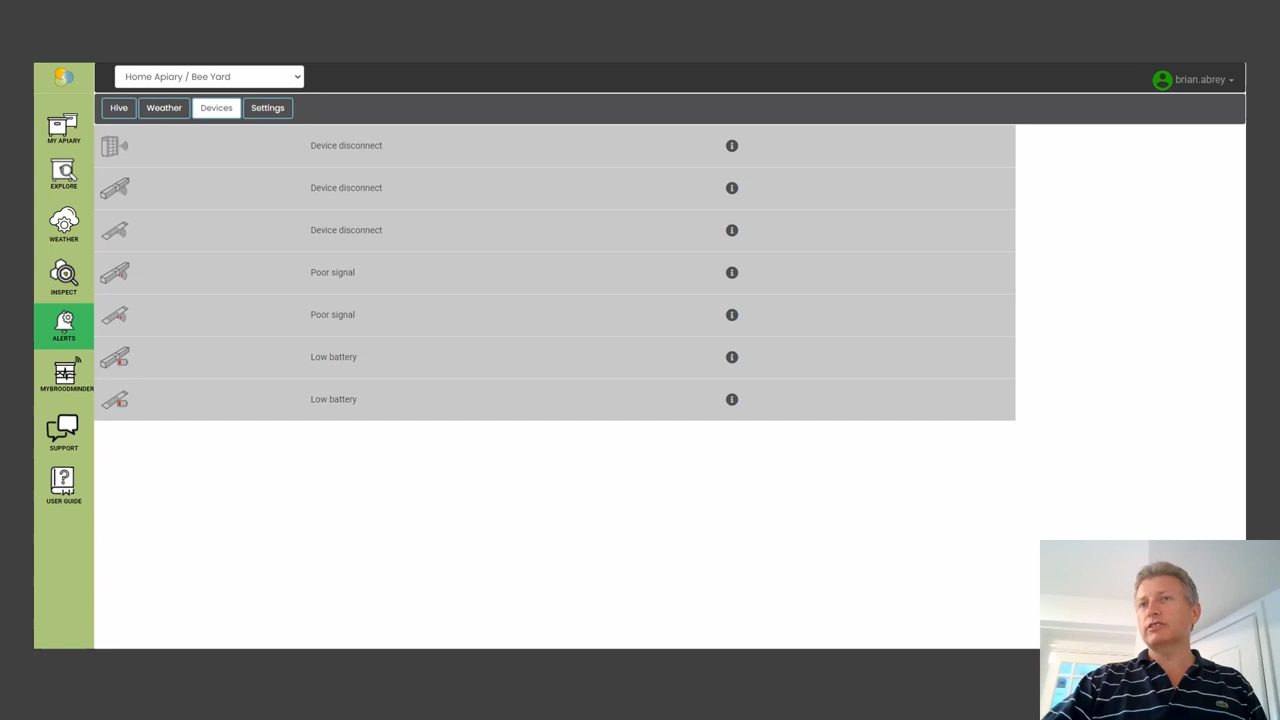 Home Apiary / Bee Yard
brian.abrey
Hive Weather Devices Settings
MY APIARY
EXPLORE
WEATHER
INSPECT
ALERTS
MYBROODMINDER
SUPPORT
USER GUIDE
Device disconnect
Device disconnect
Device disconnect
Poor signal
Poor signal
Low battery
Low battery